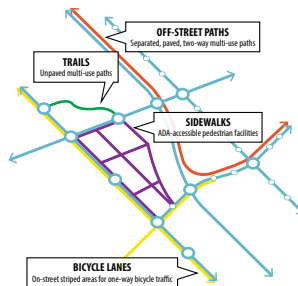 OFF-STREET PATHS
Separated, paved, two-way multi-use paths
TRAILS
Unpaved multi-use paths
SIDEWALKS
ADA-accessible pedestrian facilities
BICYCLE LANES
On-street striped areas for one-way bicycle traffic